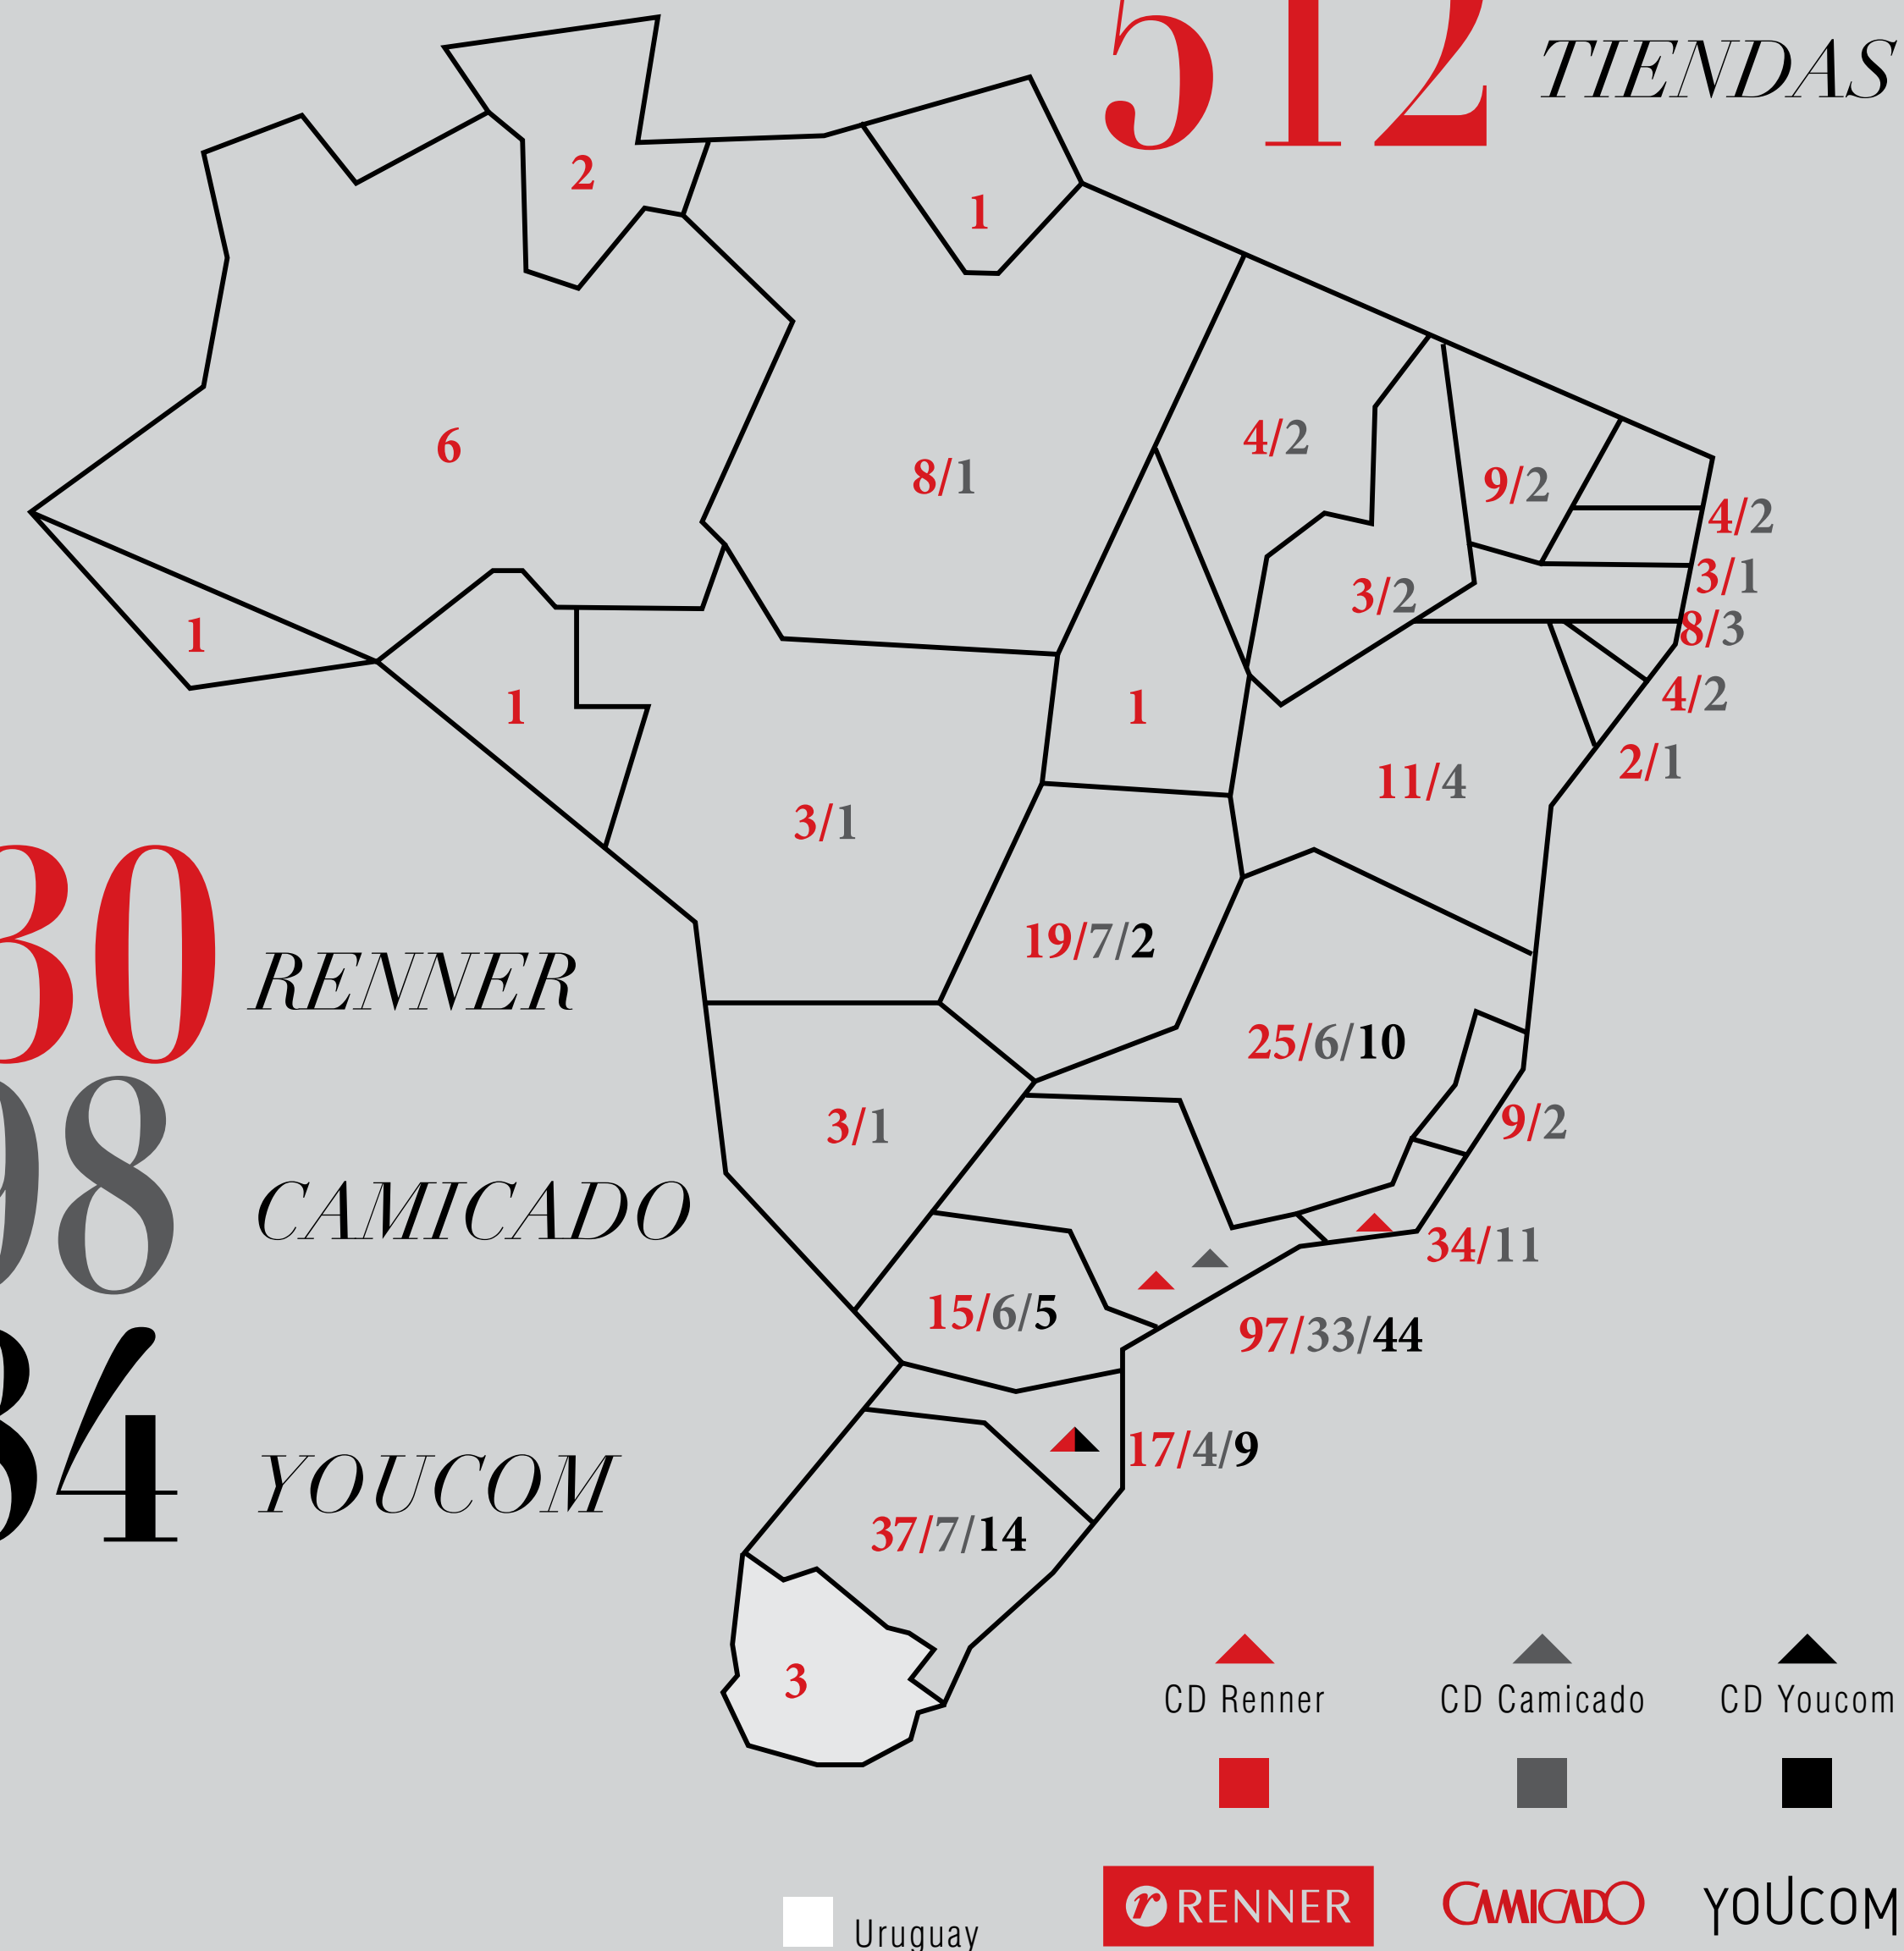 512 TIENDAS
2
1
6
8/1
4/2
9/2
4/2
3/1
3/2
8/3
1
4/2
1
1
2/1
11/4
3/1
19/7/2
30 RENNER
25/6/10
98 CAMICADO
3/1
9/2
34/11
15/6/5
97/33/44
84 YOUCOM
17/4/9
37/7/14
3
CD Renner
CD Camicado
CD Youcom
Uruguay
r RENNER
CAMICADO
YOUCOM